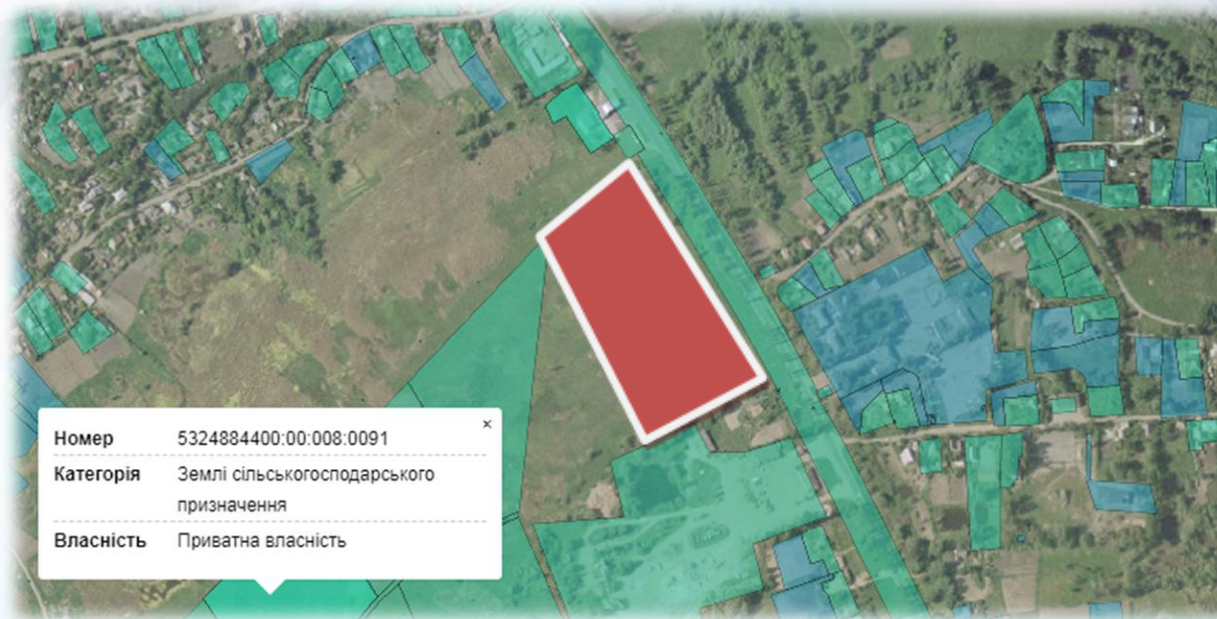 ×
Номер 5324884400:00:008:0091
Категорія Землі сільськогосподарського
призначення
Власність Приватна власність